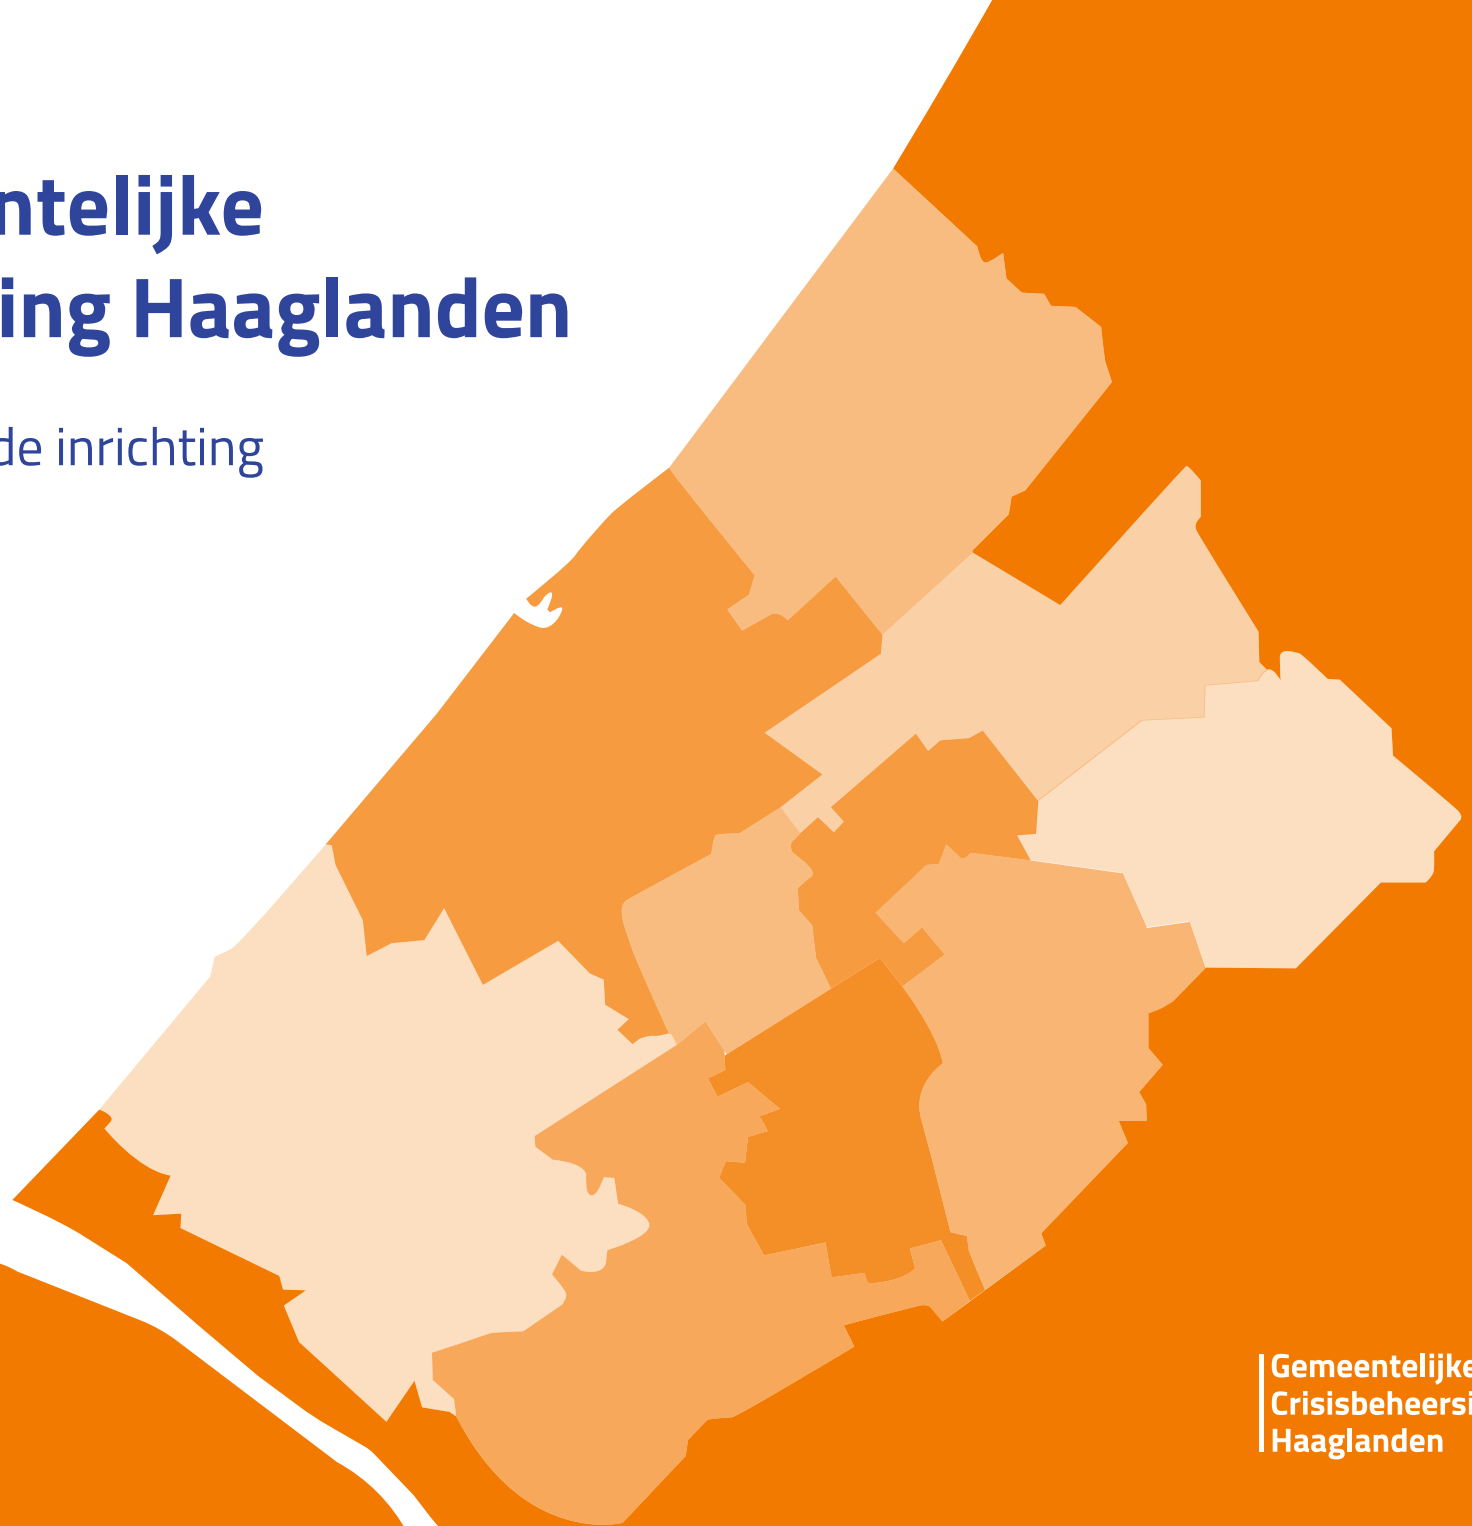 ntelijke
ing Haaglanden
de inrichting
Gemeentelijke
Crisisbeheersi
Haaglanden